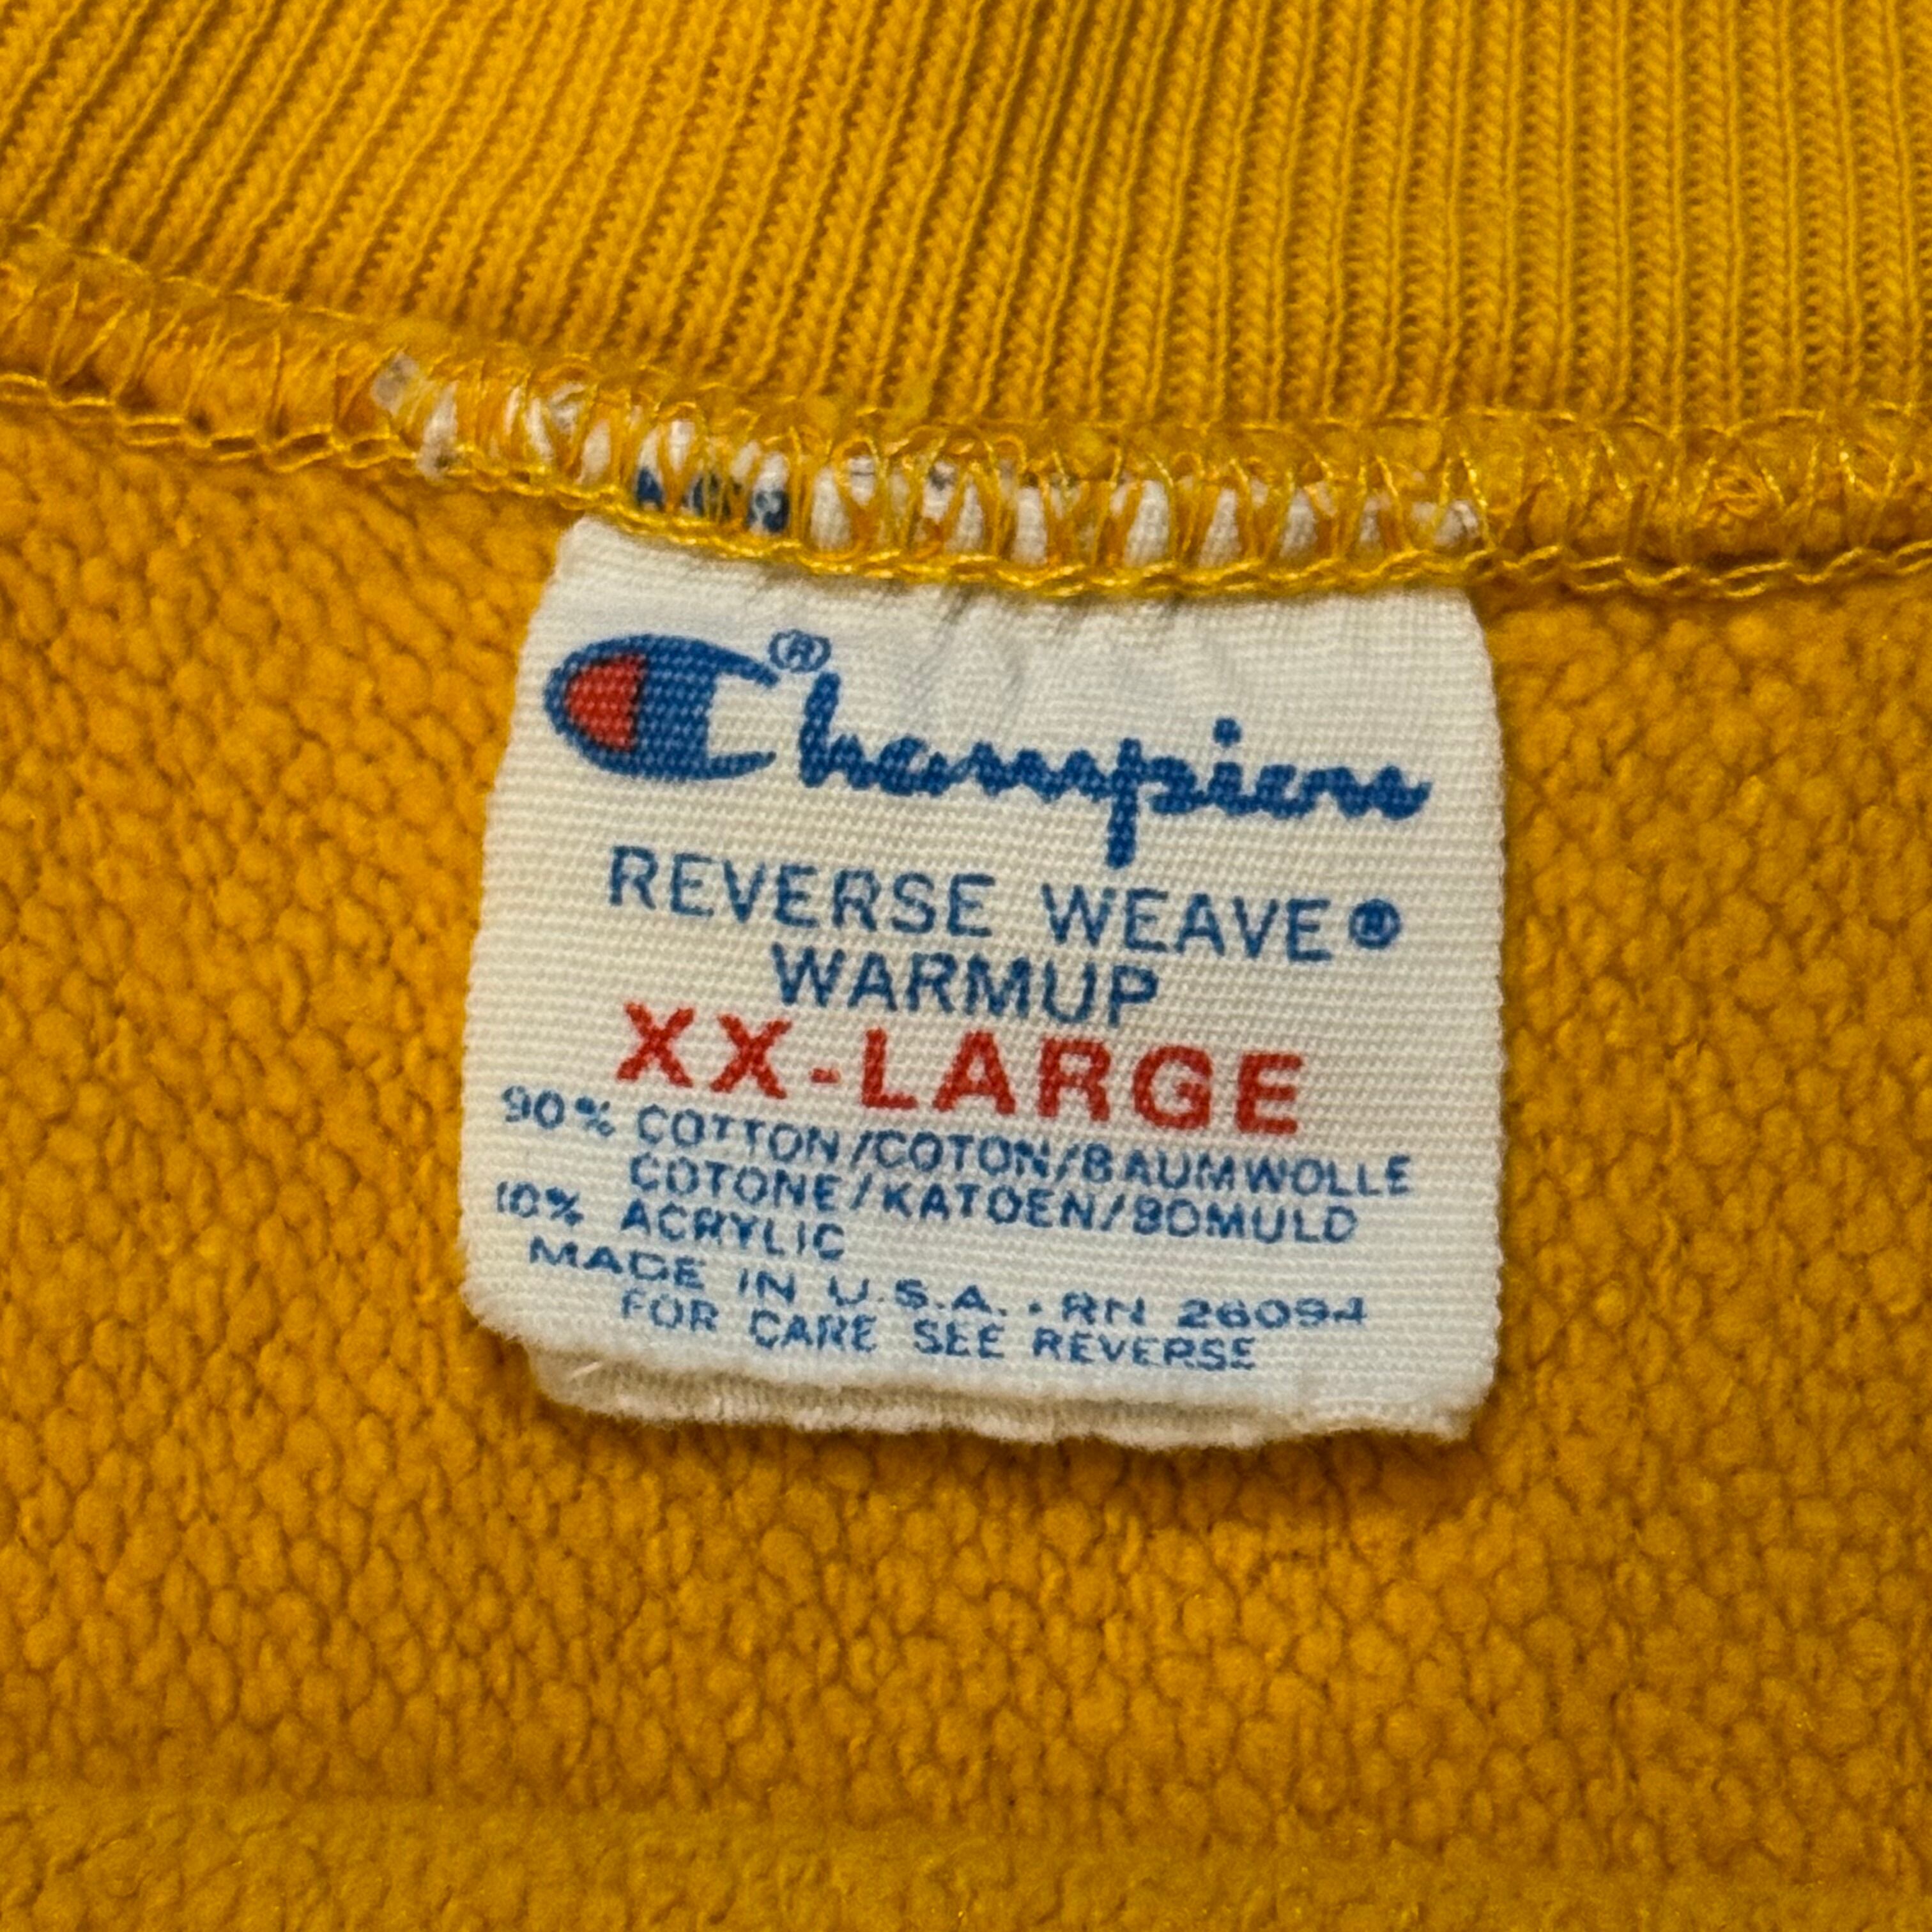 Champion®
REVERSE WEAVE®
WARMUP
XX-LARGE
90% COTTON/COTON/BAUMWOLLE
COTONE/KATOEN/BOMULD
10% ACRYLIC
MADE IN U.S.A. • RN 26094
FOR CARE SEE REVERSE